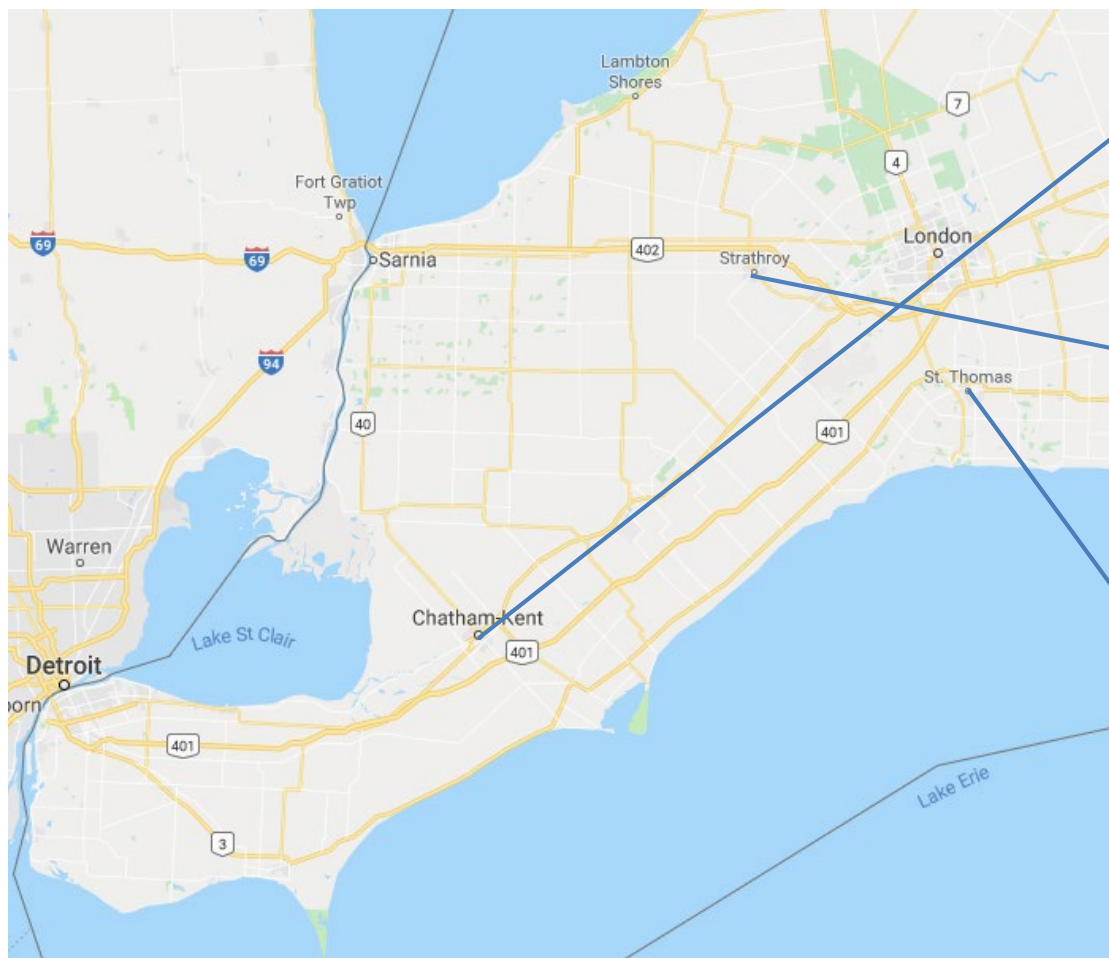 Lambton
Shores
7
4
Fort Gratiot
Twp
69
69
Sarnia
402
London
Strathroy
94
St. Thomas
40
401
Warren
Chatham-Kent
Lake St Clair
401
Detroit
born
401
Lake Erie
3